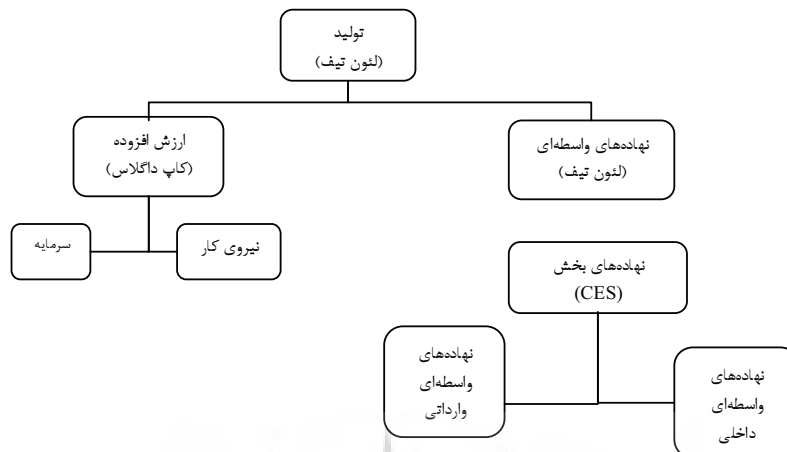 تولید
(لئون تیف)
ارزش افزوده
(کاپ داگلاس)
نهاده‌های واسطه‌ای
(لئون تیف)
نیروی کار
سرمایه
نهاده‌های بخش
(CES)
نهاده‌های
واسطه‌ای
وارداتی
نهاده‌های
واسطه‌ای
داخلی